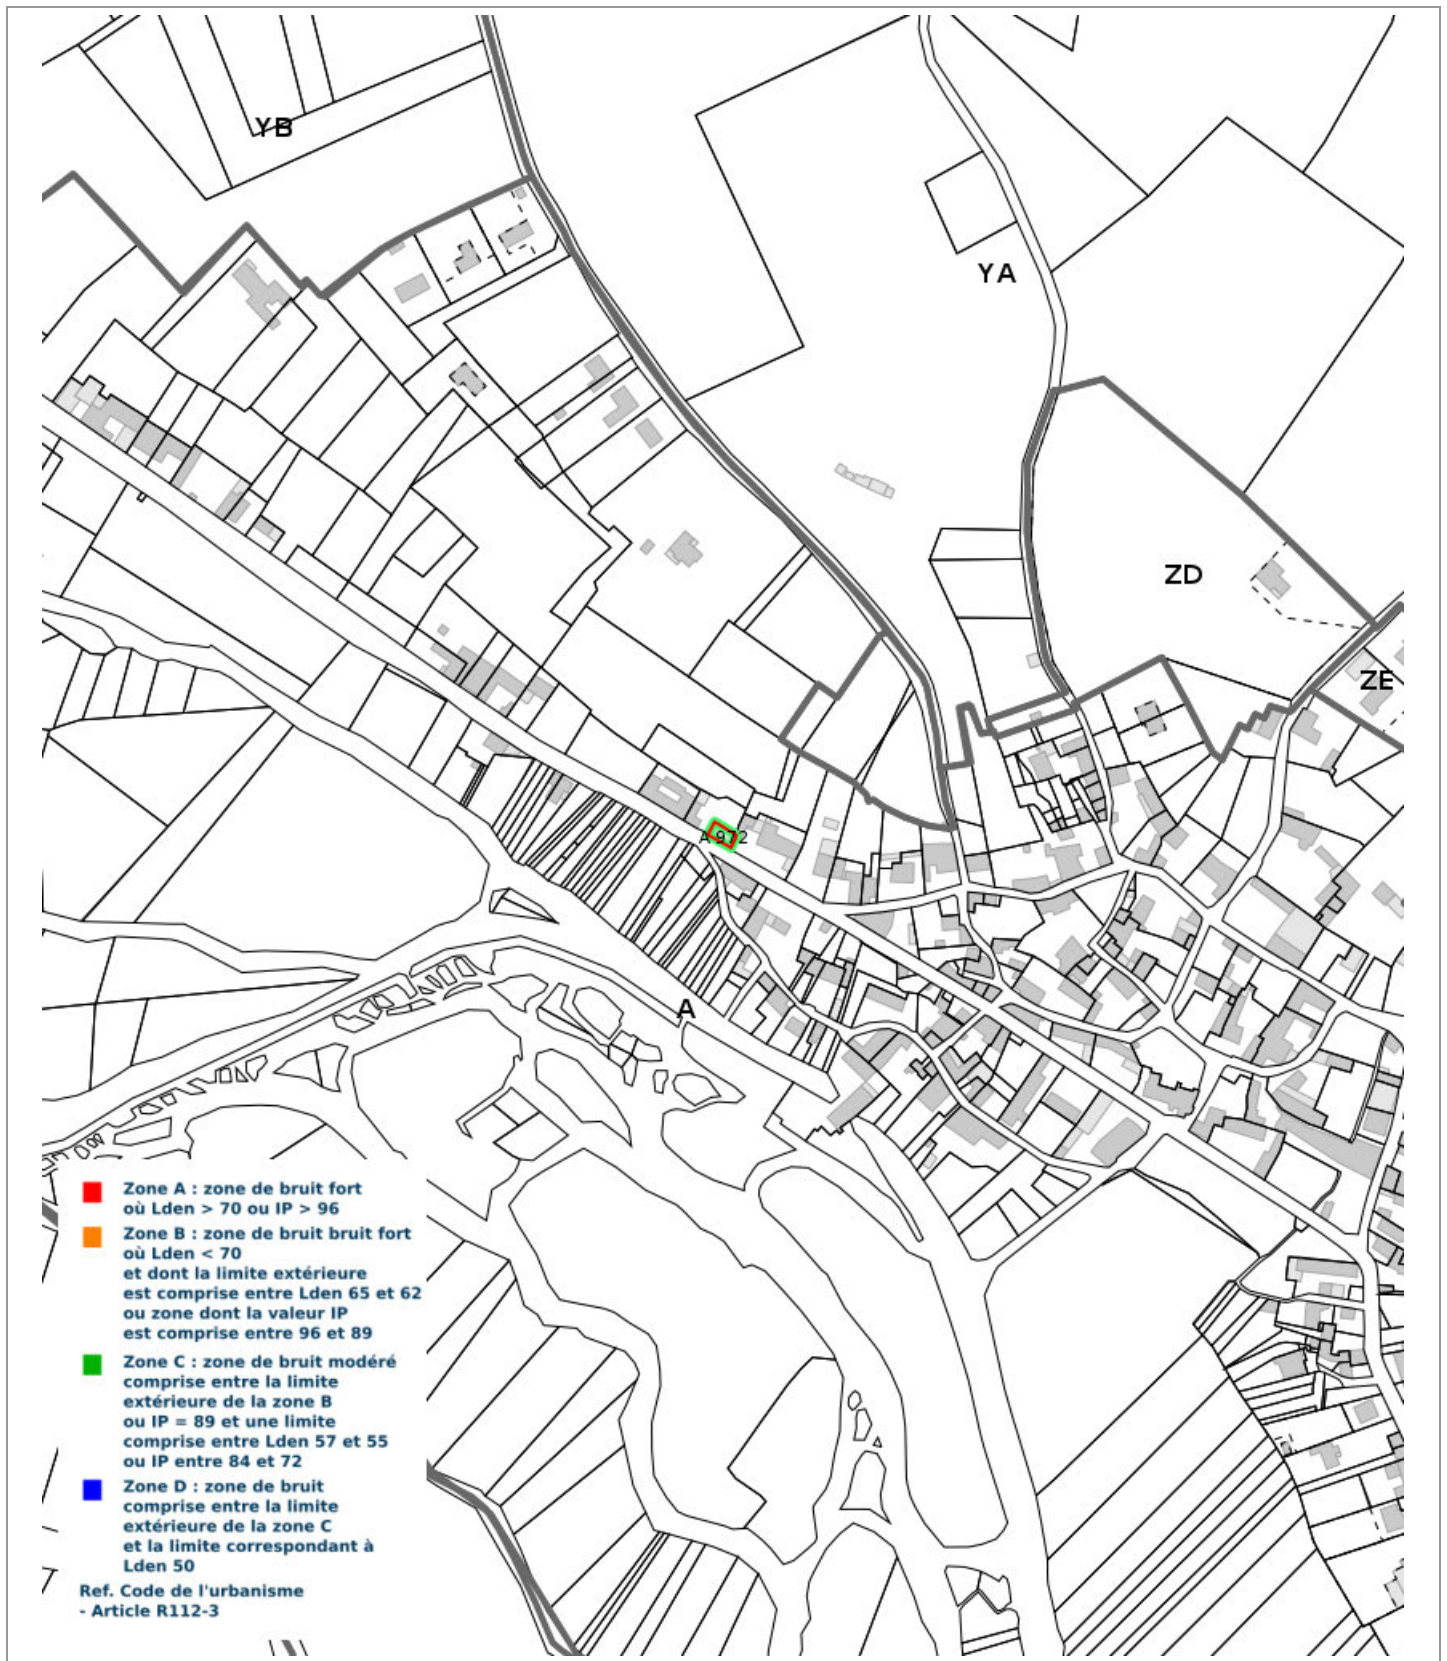 YB
YA
ZD
ZE
A 972
A
Zone A : zone de bruit fort
où Lden > 70 ou IP > 96
Zone B : zone de bruit bruit fort
où Lden < 70
et dont la limite extérieure
est comprise entre Lden 65 et 62
ou zone dont la valeur IP
est comprise entre 96 et 89
Zone C : zone de bruit modéré
comprise entre la limite
extérieure de la zone B
ou IP = 89 et une limite
comprise entre Lden 57 et 55
ou IP entre 84 et 72
Zone D : zone de bruit
comprise entre la limite
extérieure de la zone C
et la limite correspondant à
Lden 50
Ref. Code de l'urbanisme
- Article R112-3